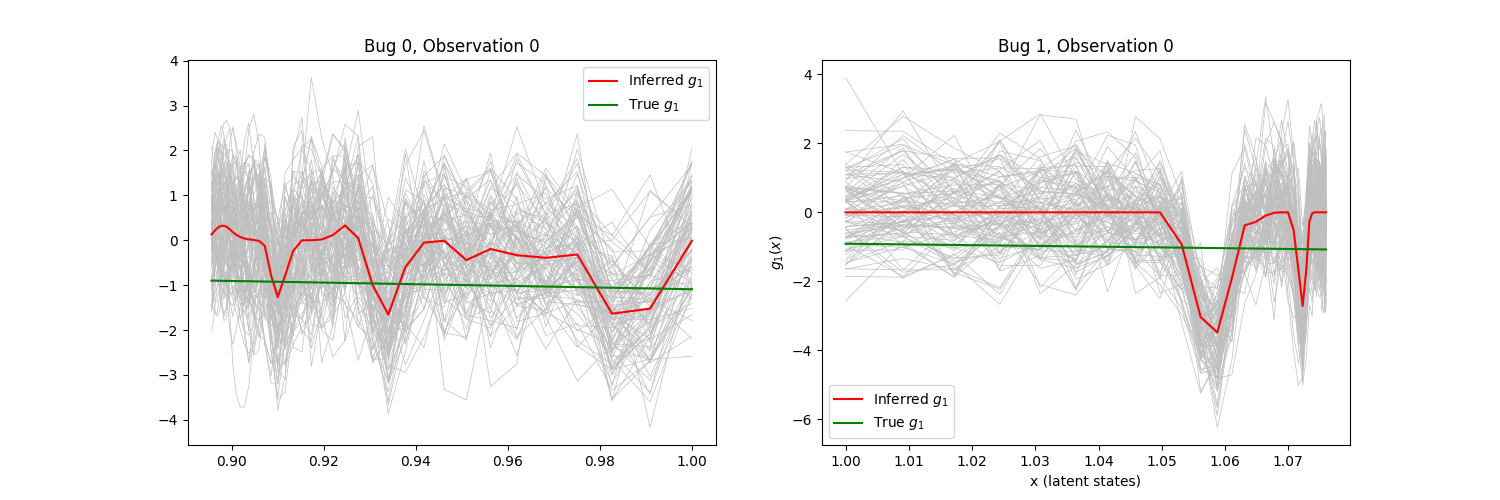 Bug 0, Observation 0
4
3
2
1
0
−1
−2
−3
−4
Inferred g₁
True g₁
0.90 0.92 0.94 0.96 0.98 1.00
Bug 1, Observation 0
4
2
0
−2
−4
−6
g₁(x)
Inferred g₁
True g₁
1.00 1.01 1.02 1.03 1.04 1.05 1.06 1.07
x (latent states)